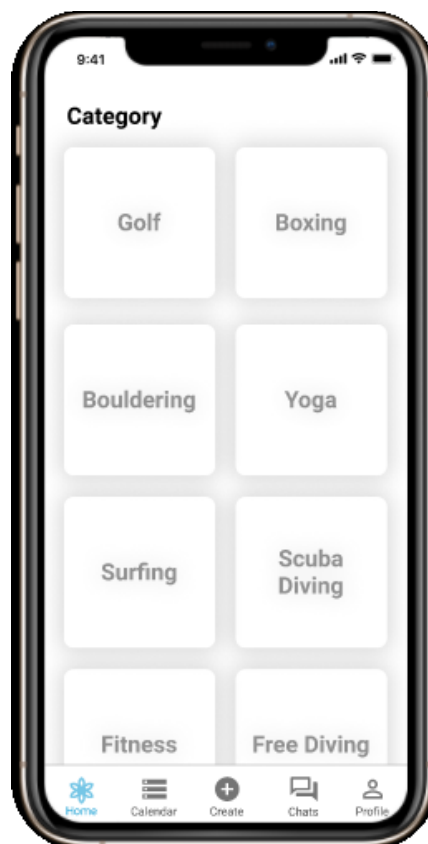 9:41
Category
Golf
Boxing
Bouldering
Yoga
Surfing
Scuba
Diving
Fitness
Free Diving
Home
Calendar
Create
Chats
Profile